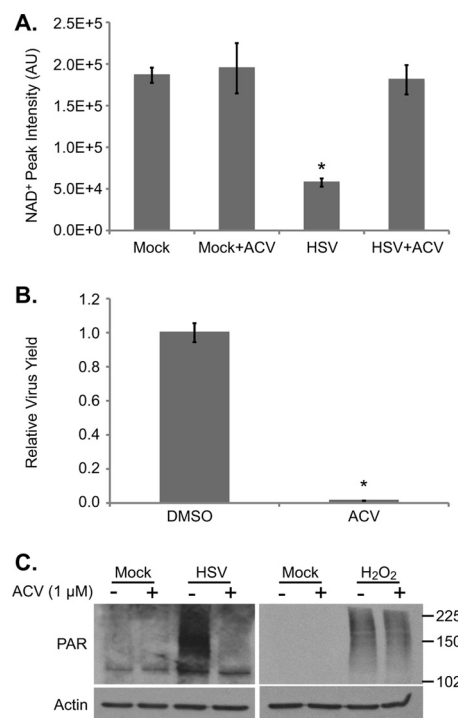 A.
NAD⁺ Peak Intensity (AU)
2.5E+5
2.0E+5
1.5E+5
1.0E+5
5.0E+4
0.0E+0
*
Mock Mock+ACV HSV HSV+ACV
B.
Relative Virus Yield
1.2
1.0
0.8
0.6
0.4
0.2
0.0
*
DMSO ACV
C.
Mock HSV Mock H₂O₂
ACV (1 μM) - + - + - + - +
PAR
225
150
102
Actin